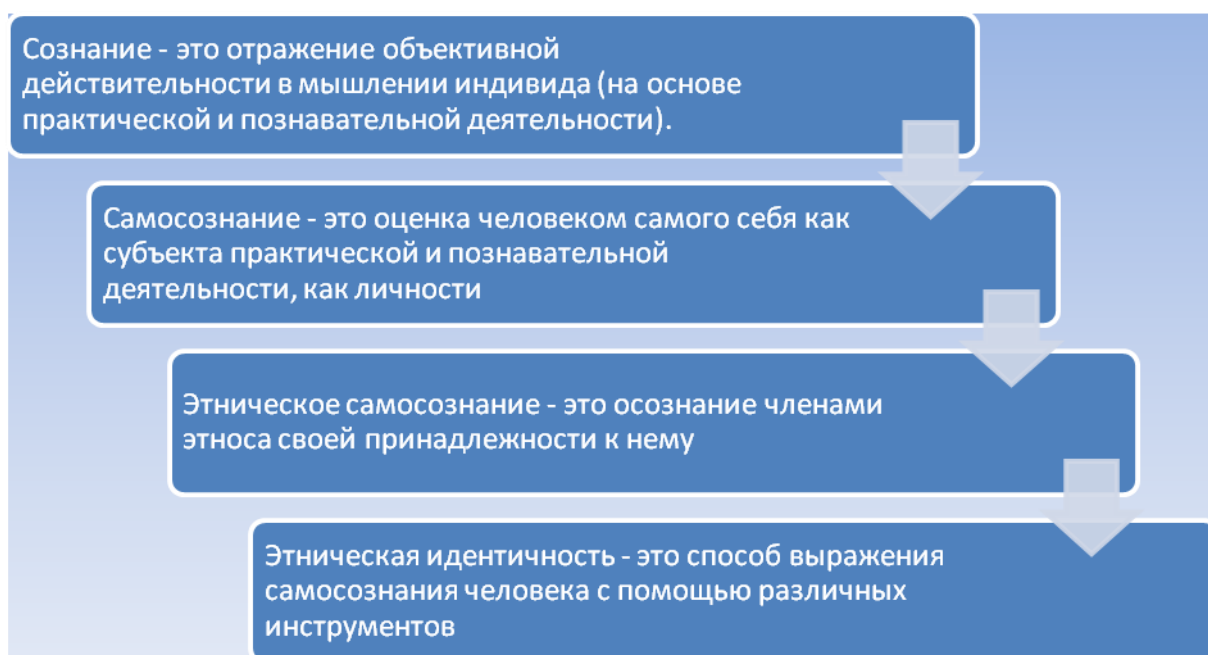 Сознание - это отражение объективной
действительности в мышлении индивида (на основе
практической и познавательной деятельности).
Самосознание - это оценка человеком самого себя как
субъекта практической и познавательной
деятельности, как личности
Этническое самосознание - это осознание членами
этноса своей принадлежности к нему
Этническая идентичность - это способ выражения
самосознания человека с помощью различных
инструментов